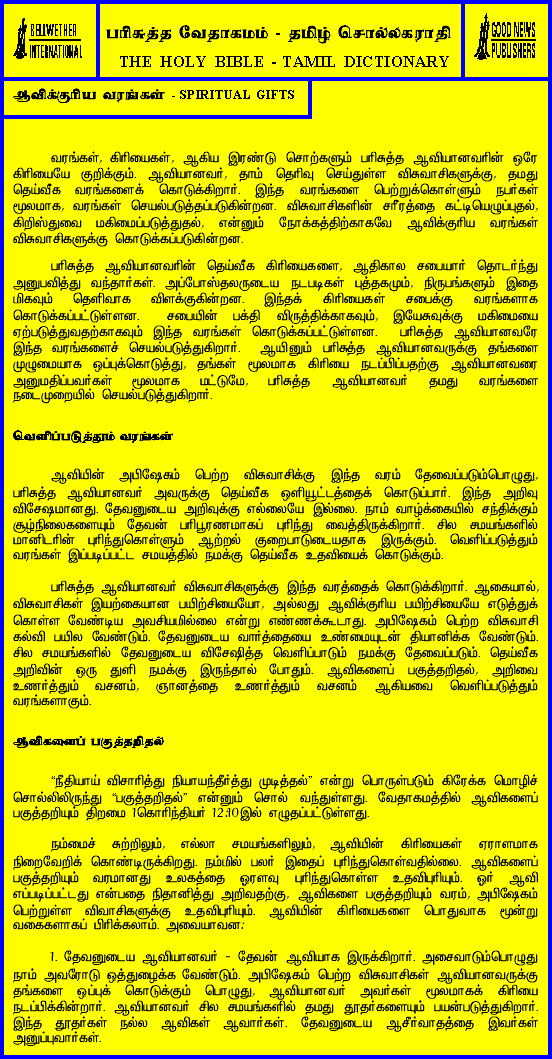 BELLWETHER
INTERNATIONAL
பரிசுத்த வேதாகமம் - தமிழ் சொல்லகராதி
THE HOLY BIBLE - TAMIL DICTIONARY
GOOD NEWS
PUBLISHERS
ஆவிக்குரிய வரங்கள் - SPIRITUAL GIFTS
வரங்கள், கிரியைகள், ஆகிய இரண்டு சொற்களும் பரிசுத்த ஆவியானவரின் ஒரே
கிரியையே குறிக்கும். ஆவியானவர், தாம் தெரிவு செய்துள்ள விசுவாசிகளுக்கு, தமது
தெய்வீக வரங்களைக் கொடுக்கிறார். இந்த வரங்களை பெற்றுக்கொள்ளும் நபர்கள்
மூலமாக, வரங்கள் செயல்படுத்தப்படுகின்றன. விசுவாசிகளின் சரீரத்தை கட்டியெழுப்புதல்,
கிறிஸ்துவை மகிமைப்படுத்துதல், என்னும் நோக்கத்திற்காகவே ஆவிக்குரிய வரங்கள்
விசுவாசிகளுக்கு கொடுக்கப்படுகின்றன.
பரிசுத்த ஆவியானவரின் தெய்வீக கிரியைகளை, ஆதிகால சபையார் தொடர்ந்து
அனுபவித்து வந்தார்கள். அப்போஸ்தலருடைய நடபடிகள் புத்தகமும், நிருபங்களும் இதை
மிகவும் தெளிவாக விளக்குகின்றன. இந்தக் கிரியைகள் சபைக்கு வரங்களாக
கொடுக்கப்பட்டுள்ளன. சபையின் பக்தி விருத்திக்காகவும், இயேசுவுக்கு மகிமையை
ஏற்படுத்துவதற்காகவும் இந்த வரங்கள் கொடுக்கப்பட்டுள்ளன. பரிசுத்த ஆவியானவரே
இந்த வரங்களைச் செயல்படுத்துகிறார். ஆயினும் பரிசுத்த ஆவியானவருக்கு தங்களை
முழுமையாக ஒப்புக்கொடுத்து, தங்கள் மூலமாக கிரியை நடப்பிப்பதற்கு ஆவியானவரை
அனுமதிப்பவர்கள் மூலமாக மட்டுமே, பரிசுத்த ஆவியானவர் தமது வரங்களை
நடைமுறையில் செயல்படுத்துகிறார்.
வெளிப்படுத்தும் வரங்கள்
ஆவியின் அபிஷேகம் பெற்ற விசுவாசிக்கு இந்த வரம் தேவைப்படும்பொழுது,
பரிசுத்த ஆவியானவர் அவருக்கு தெய்வீக ஒளியூட்டத்தைக் கொடுப்பார். இந்த அறிவு
விசேஷமானது. தேவனுடைய அறிவுக்கு எல்லையே இல்லை. நாம் வாழ்க்கையில் சந்திக்கும்
சூழ்நிலைகளையும் தேவன் பரிபூரணமாகப் புரிந்து வைத்திருக்கிறார். சில சமயங்களில்
மானிடரின் புரிந்துகொள்ளும் ஆற்றல் குறைபாடுடையதாக இருக்கும். வெளிப்படுத்தும்
வரங்கள் இப்படிப்பட்ட சமயத்தில் நமக்கு தெய்வீக உதவியைக் கொடுக்கும்.
பரிசுத்த ஆவியானவர் விசுவாசிகளுக்கு இந்த வரத்தைக் கொடுக்கிறார். ஆகையால்,
விசுவாசிகள் இயற்கையான பயிற்சியையோ, அல்லது ஆவிக்குரிய பயிற்சியையே எடுத்துக்
கொள்ள வேண்டிய அவசியமில்லை என்று எண்ணக்கூடாது. அபிஷேகம் பெற்ற விசுவாசி
கல்வி பயில வேண்டும். தேவனுடைய வார்த்தையை உண்மையுடன் தியானிக்க வேண்டும்.
சில சமயங்களில் தேவனுடைய விசேஷித்த வெளிப்பாடும் நமக்கு தேவைப்படும். தெய்வீக
அறிவின் ஒரு துளி நமக்கு இருந்தால் போதும். ஆவிகளைப் பகுத்தறிதல், அறிவை
உணர்த்தும் வசனம், ஞானத்தை உணர்த்தும் வசனம் ஆகியவை வெளிப்படுத்தும்
வரங்களாகும்.
ஆவிகளைப் பகுத்தறிதல்
"நீதியாய் விசாரித்து நியாயந்தீர்த்து முடித்தல்" என்று பொருள்படும் கிரேக்க மொழிச்
சொல்லிலிருந்து "பகுத்தறிதல்" என்னும் சொல் வந்துள்ளது. வேதாகமத்தில் ஆவிகளைப்
பகுத்தறியும் திறமை 1கொரிந்தியர் 12:10இல் எழுதப்பட்டுள்ளது.
நம்மைச் சுற்றிலும், எல்லா சமயங்களிலும், ஆவியின் கிரியைகள் ஏராளமாக
நிறைவேறிக் கொண்டிருக்கிறது. நம்மில் பலர் இதைப் புரிந்துகொள்வதில்லை. ஆவிகளைப்
பகுத்தறியும் வரமானது உலகத்தை ஓரளவு புரிந்துகொள்ள உதவிபுரியும். ஓர் ஆவி
எப்படிப்பட்டது என்பதை நிதானித்து அறிவதற்கு, ஆவிகளை பகுத்தறியும் வரம், அபிஷேகம்
பெற்றுள்ள விவாசிகளுக்கு உதவிபுரியும். ஆவியின் கிரியைகளை பொதுவாக மூன்று
வகைகளாகப் பிரிக்கலாம். அவையாவன:
1. தேவனுடைய ஆவியானவர் - தேவன் ஆவியாக இருக்கிறார். அசைவாடும்பொழுது
நாம் அவரோடு ஒத்துழைக்க வேண்டும். அபிஷேகம் பெற்ற விசுவாசிகள் ஆவியானவருக்கு
தங்களை ஒப்புக் கொடுக்கும் பொழுது, ஆவியானவர் அவர்கள் மூலமாகக் கிரியை
நடப்பிக்கின்றார். ஆவியானவர் சில சமயங்களில் தமது தூதர்களையும் பயன்படுத்துகிறார்.
இந்த தூதர்கள் நல்ல ஆவிகள் ஆவார்கள். தேவனுடைய ஆசீர்வாதத்தை இவர்கள்
அனுப்புவார்கள்.